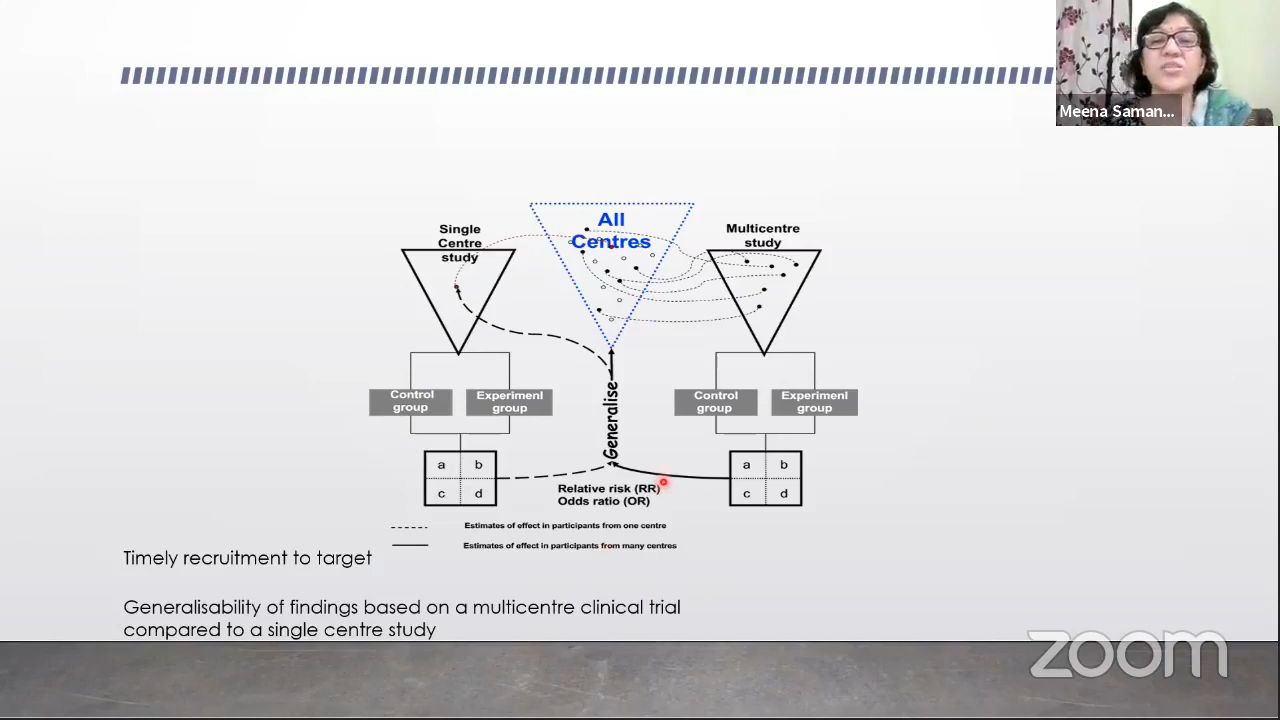 Meena Saman...
Single
Centre
study
All
Centres
Multicentre
study
Control
group
Experimenl
group
Generalise
Control
group
Experimenl
group
a b
c d
a b
c d
Relative risk (RR)
Odds ratio (OR)
Estimates of effect in participants from one centre
Estimates of effect in participants from many centres
Timely recruitment to target
Generalisability of findings based on a multicentre clinical trial
compared to a single centre study
zoom